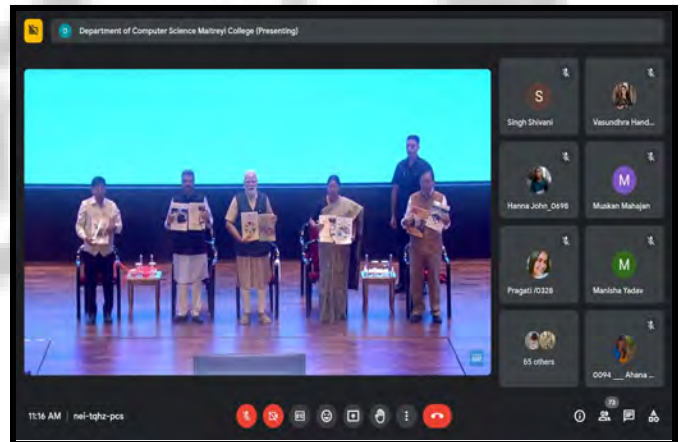 D
Department of Computer Science Maitreyi College (Presenting)
S
Singh Shivani
Vasundhra Hand...
Hanna John_0698
M
Muskan Mahajan
Pragati /0328
M
Manisha Yadav
65 others
0094 __ Ahana ...
11:16 AM | nei-tqhz-pcs
73